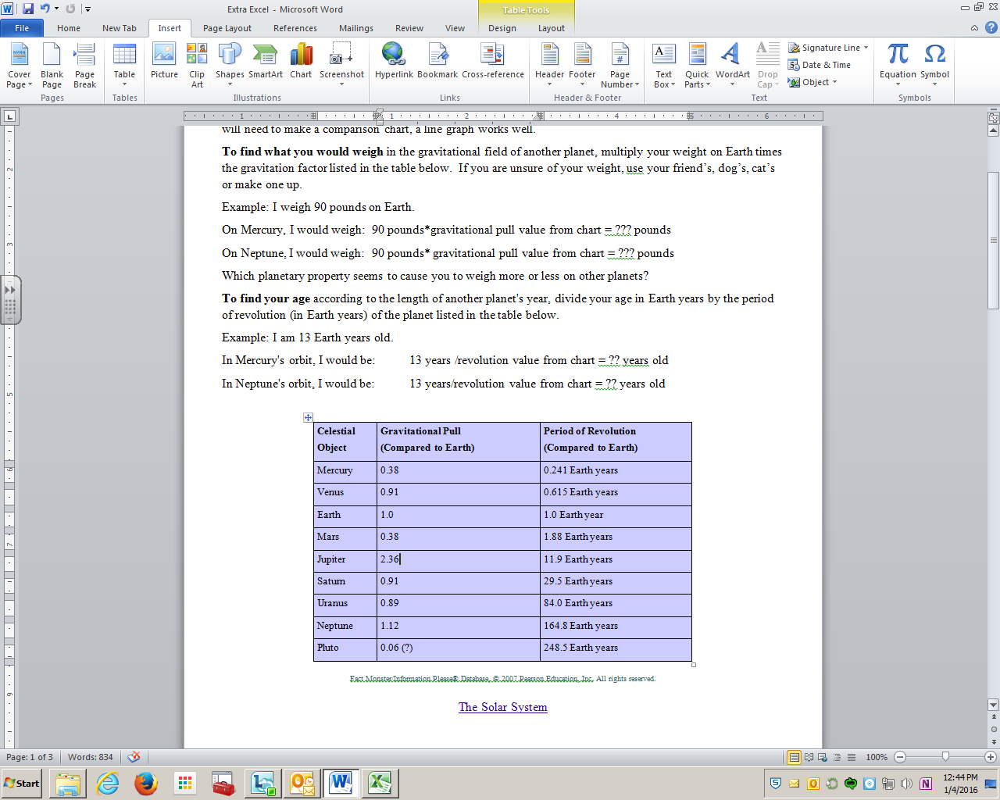 Extra Excel - Microsoft Word
Table Tools
File Home New Tab Insert Page Layout References Mailings Review View Design Layout
Cover Page Blank Page Page Break Table Picture Clip Art Shapes SmartArt Chart Screenshot Hyperlink Bookmark Cross-reference Header Footer Page Number Text Box Quick Parts WordArt Drop Cap Signature Line Date & Time Object Equation Symbol
Pages Tables Illustrations Links Header & Footer Text Symbols
will need to make a comparison chart, a line graph works well.
To find what you would weigh in the gravitational field of another planet, multiply your weight on Earth times
the gravitation factor listed in the table below. If you are unsure of your weight, use your friend's, dog's, cat's
or make one up.
Example: I weigh 90 pounds on Earth.
On Mercury, I would weigh: 90 pounds*gravitational pull value from chart = ??? pounds
On Neptune, I would weigh: 90 pounds* gravitational pull value from chart = ??? pounds
Which planetary property seems to cause you to weigh more or less on other planets?
To find your age according to the length of another planet's year, divide your age in Earth years by the period
of revolution (in Earth years) of the planet listed in the table below.
Example: I am 13 Earth years old.
In Mercury's orbit, I would be: 13 years /revolution value from chart = ?? years old
In Neptune's orbit, I would be: 13 years/revolution value from chart = ?? years old
Celestial Object Gravitational Pull (Compared to Earth) Period of Revolution (Compared to Earth)
Mercury 0.38 0.241 Earth years
Venus 0.91 0.615 Earth years
Earth 1.0 1.0 Earth year
Mars 0.38 1.88 Earth years
Jupiter 2.36 11.9 Earth years
Saturn 0.91 29.5 Earth years
Uranus 0.89 84.0 Earth years
Neptune 1.12 164.8 Earth years
Pluto 0.06 (?) 248.5 Earth years
Fact Monster/Information Please® Database, © 2007 Pearson Education, Inc. All rights reserved.
The Solar System
Page: 1 of 3 Words: 834 100%
Start 12:44 PM
1/4/2016